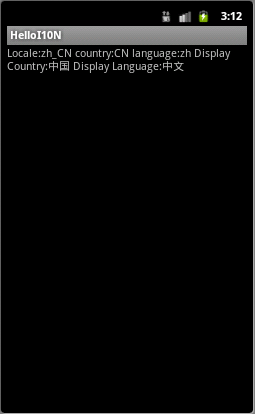 3:12
HelloI10N
Locale:zh_CN country:CN language:zh Display
Country:中国 Display Language:中文